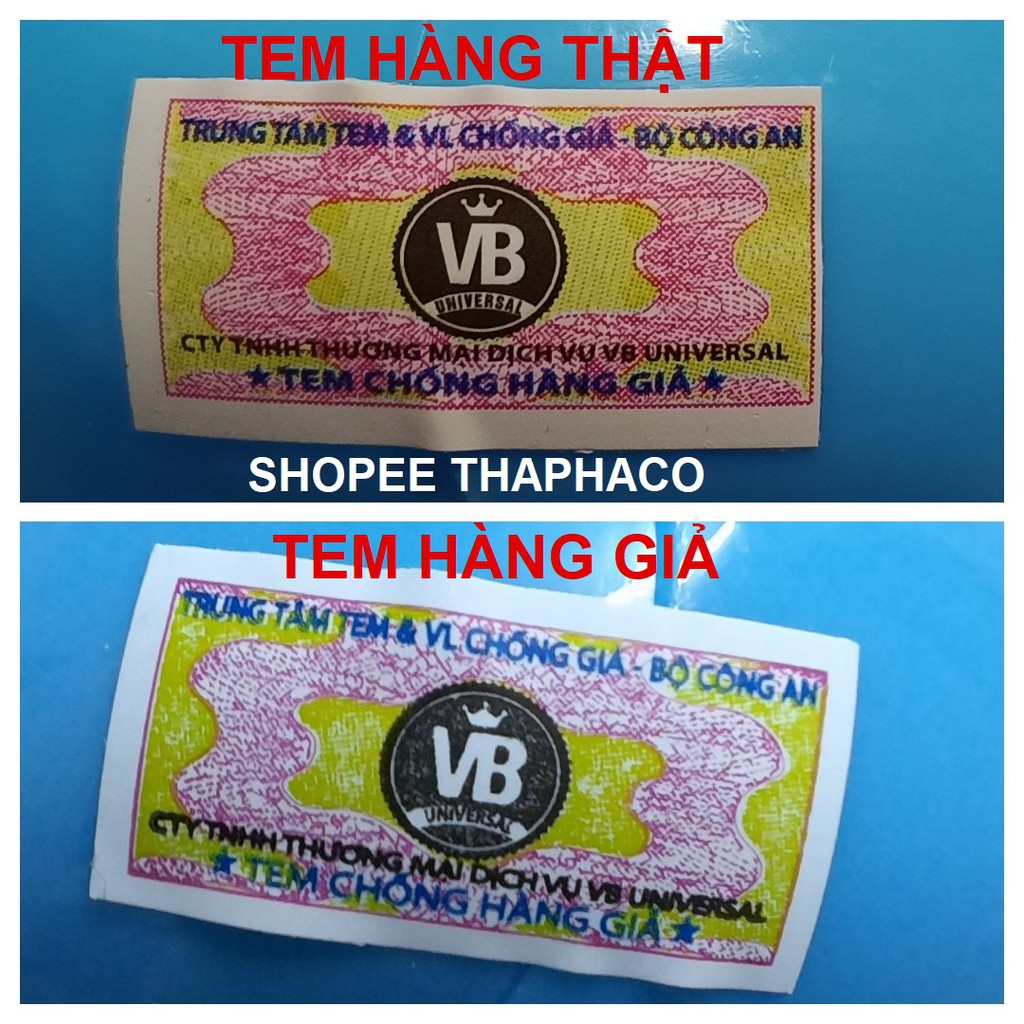 TEM HÀNG THẬT
TRUNG TÂM TEM & VL CHỐNG GIẢ - BỘ CÔNG AN
VB
UNIVERSAL
CTY TNHH THƯƠNG MẠI DỊCH VỤ VB UNIVERSAL
★ TEM CHỐNG HÀNG GIẢ ★
SHOPEE THAPHACO
TEM HÀNG GIẢ
TRUNG TÂM TEM & VL CHỐNG GIẢ - BỘ CÔNG AN
VB
UNIVERSAL
CTY TNHH THƯƠNG MẠI DỊCH VỤ VB UNIVERSAL
★ TEM CHỐNG HÀNG GIẢ ★